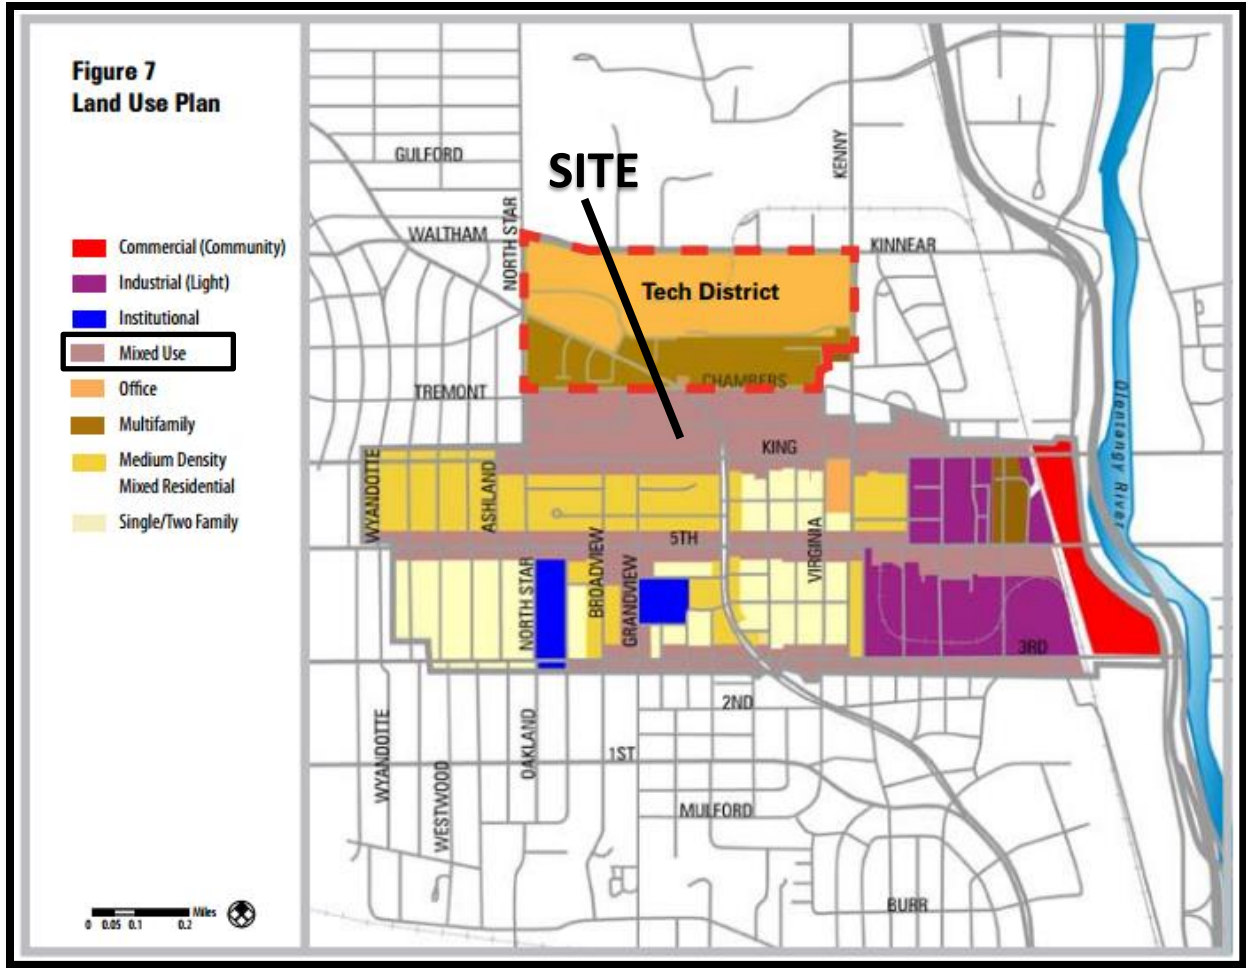 Figure 7
Land Use Plan
Commercial (Community)
Industrial (Light)
Institutional
Mixed Use
Office
Multifamily
Medium Density
Mixed Residential
Single/Two Family
Miles
0 0.05 0.1 0.2
SITE
GULFORD
KENNY
NORTH STAR
WALTHAM
KINNEAR
Tech District
TREMONT
CHAMBERS
Olentangy River
KING
WYANDOTTE
ASHLAND
5TH
NORTH STAR
BROADVIEW
GRANDVIEW
VIRGINIA
3RD
2ND
WYANDOTTE
OAKLAND
1ST
WESTWOOD
MULFORD
BURR